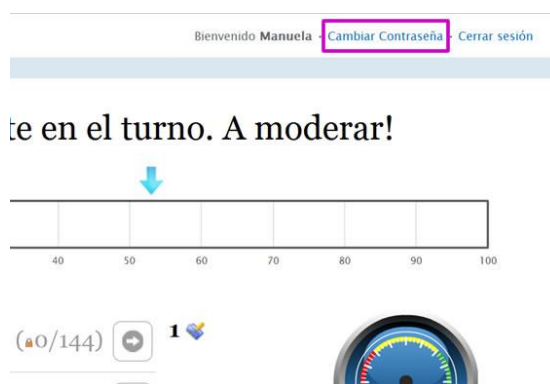 Bienvenido Manuela - Cambiar Contraseña - Cerrar sesión
te en el turno. A moderar!
40 50 60 70 80 90 100
(0/144) 1